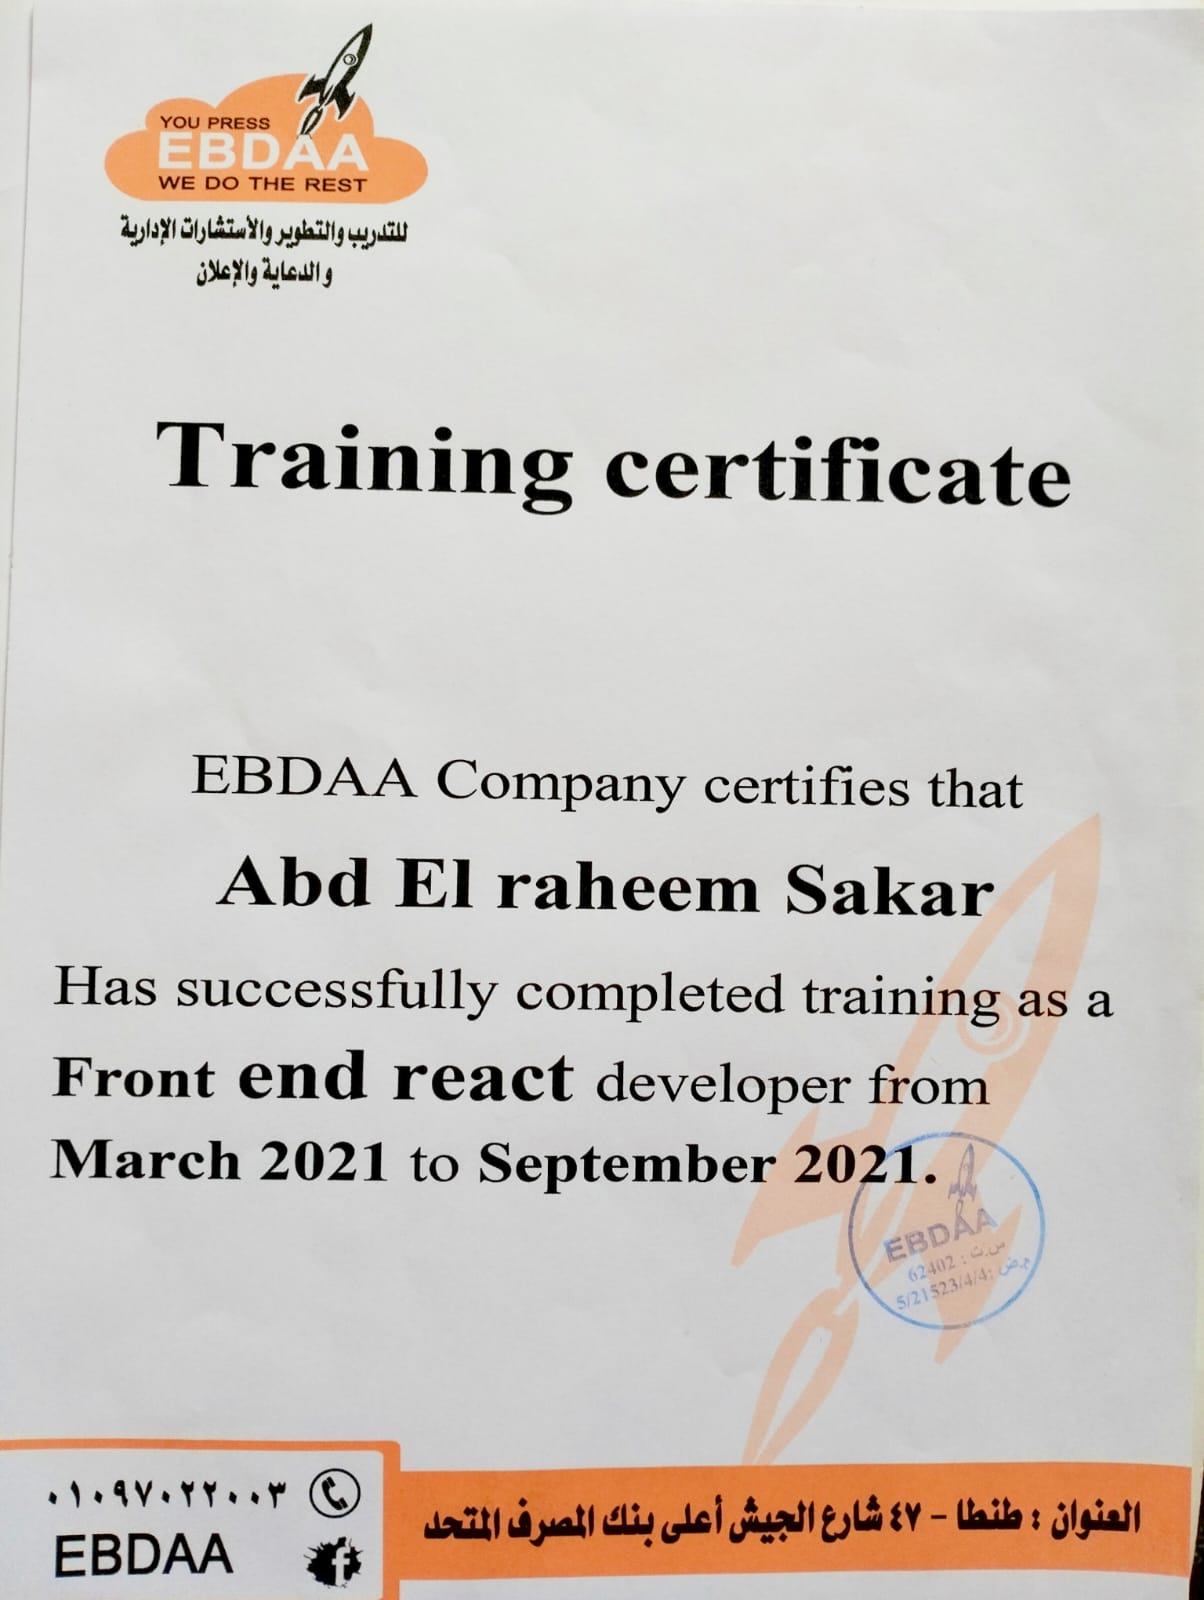 YOU PRESS
EBDAA
WE DO THE REST
للتدريب والتطوير والأستشارات الإدارية
و الدعاية والإعلان
Training certificate
EBDAA Company certifies that
Abd El raheem Sakar
Has successfully completed training as a
Front end react developer from
March 2021 to September 2021.
EBDAA
س.ت : 62402
م.ض : 5/21523/4/4
٠١٠٩٧٠٢٢٠٠٣
EBDAA
العنوان : طنطا - ٤٧ شارع الجيش أعلى بنك المصرف المتحد